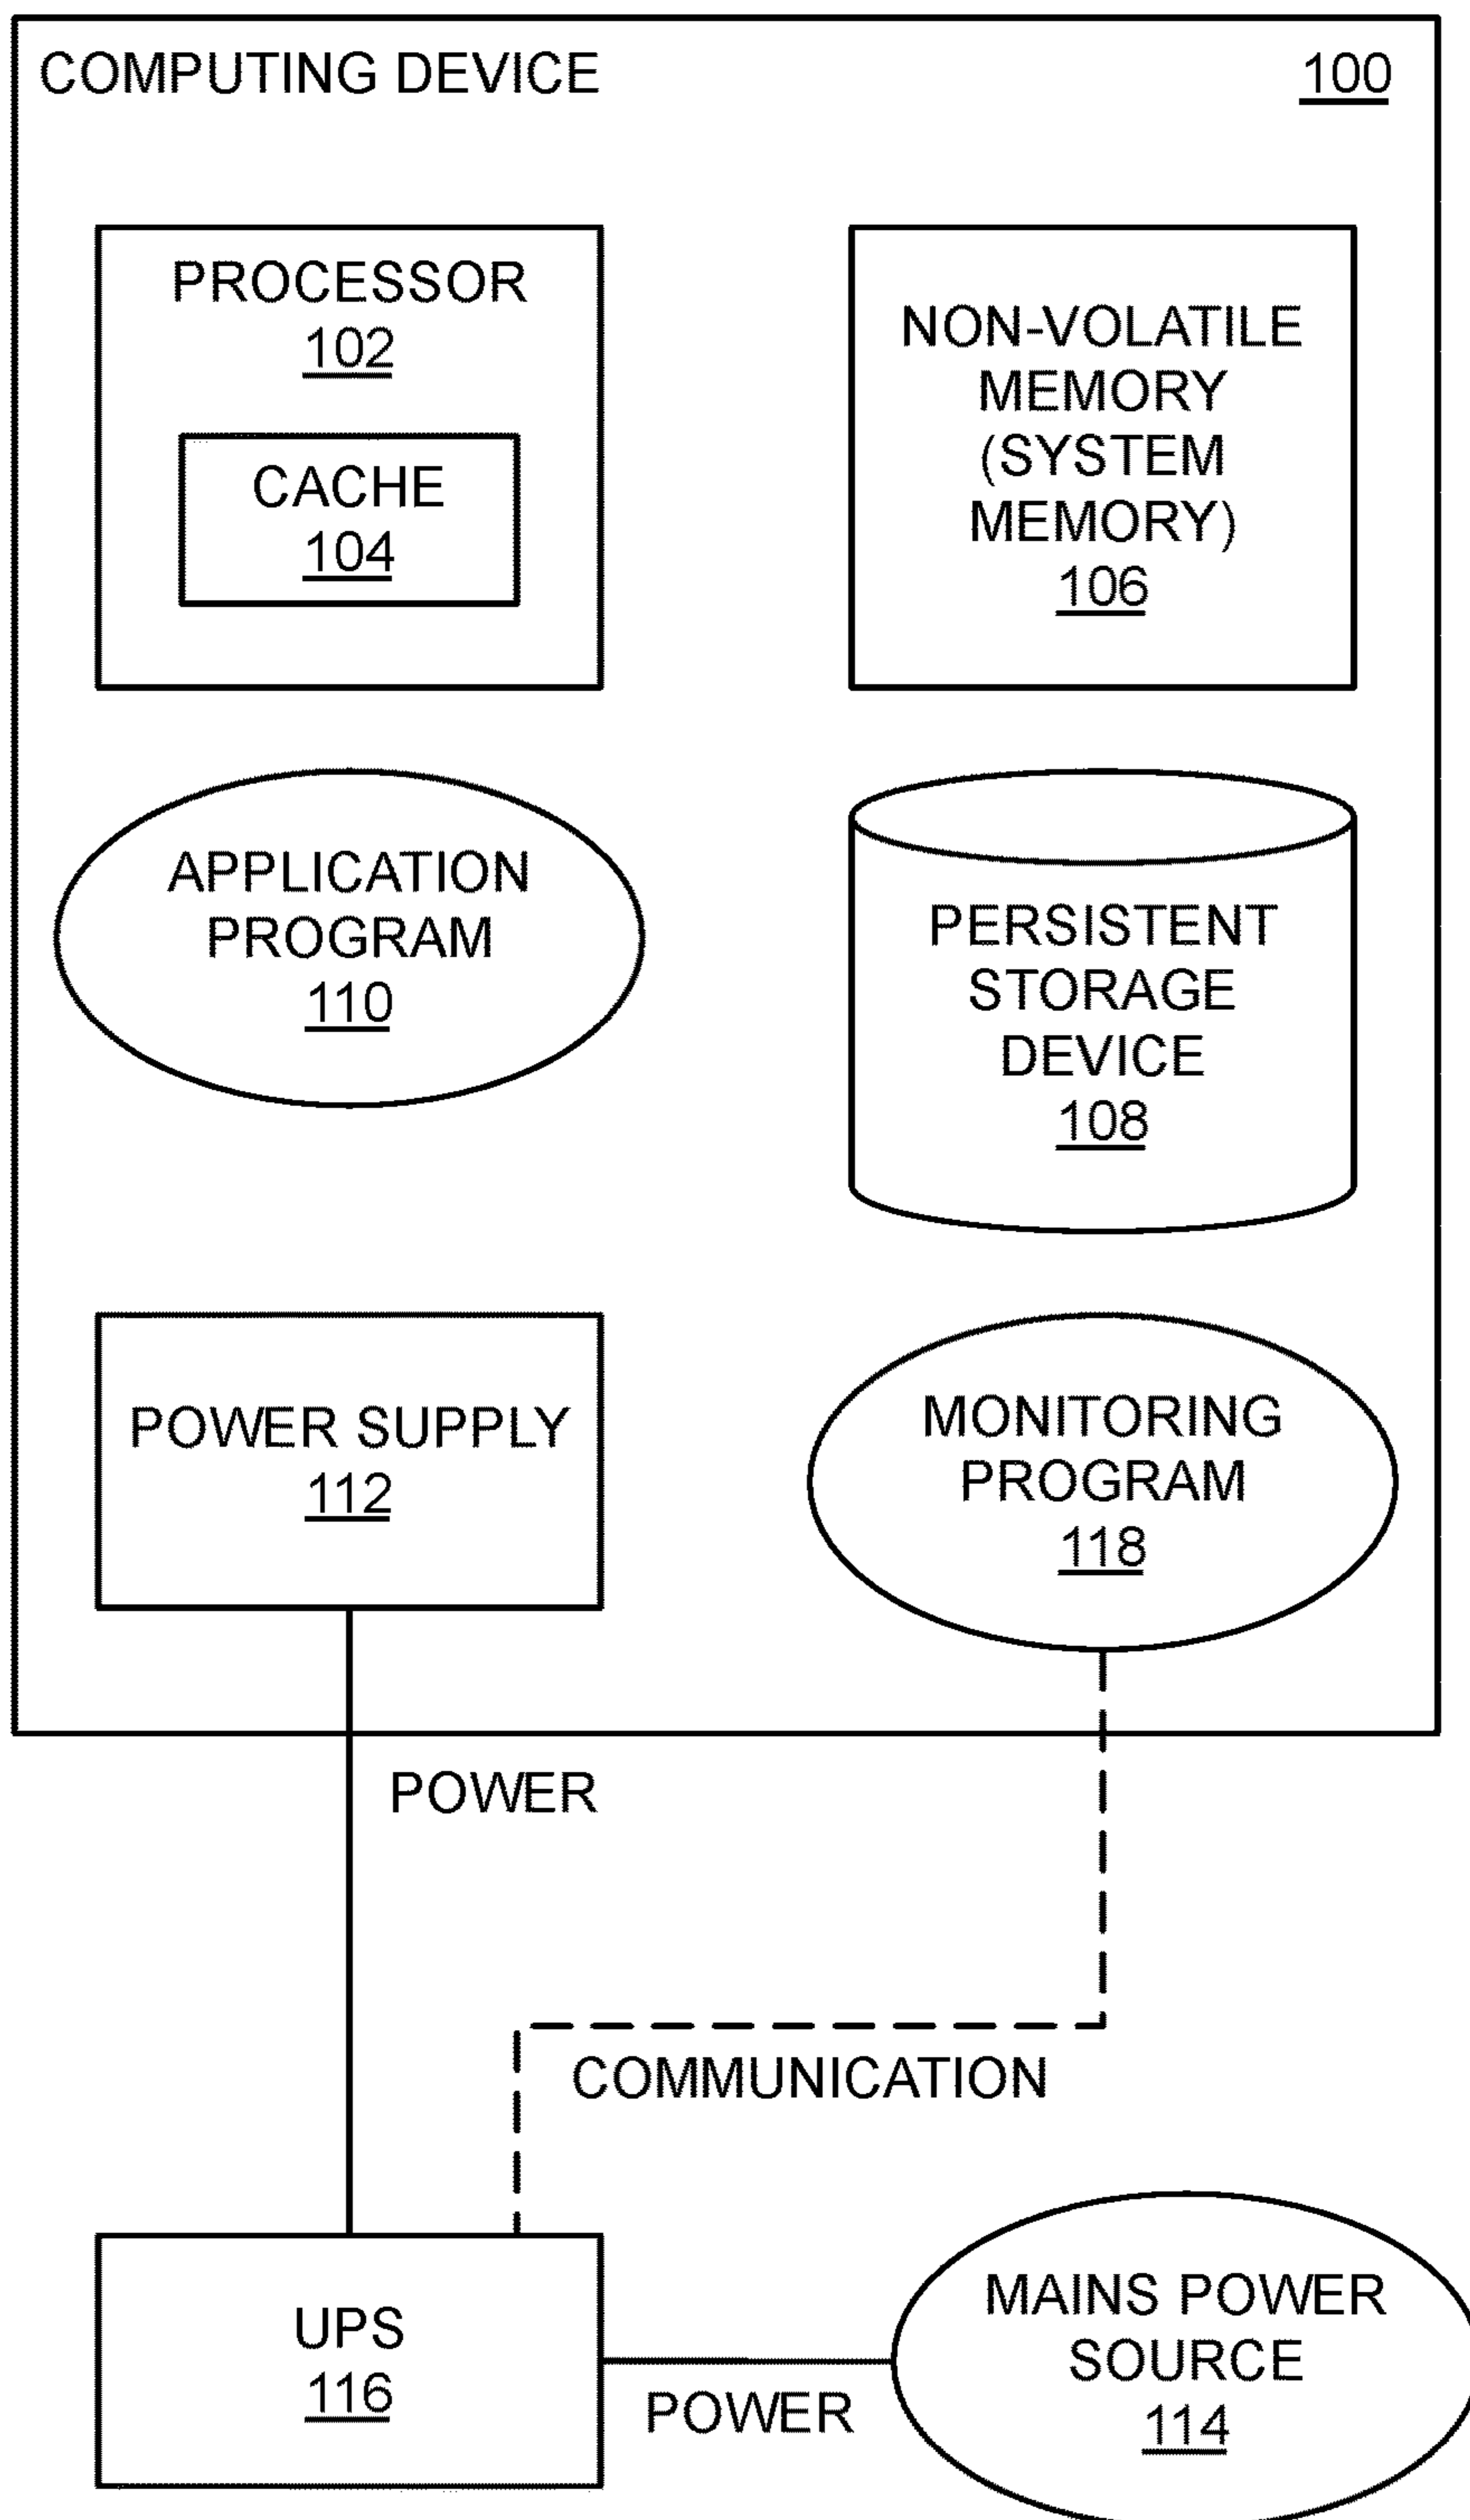 COMPUTING DEVICE 100
PROCESSOR
102
CACHE
104
NON-VOLATILE
MEMORY
(SYSTEM
MEMORY)
106
APPLICATION
PROGRAM
110
PERSISTENT
STORAGE
DEVICE
108
POWER SUPPLY
112
MONITORING
PROGRAM
118
POWER
COMMUNICATION
UPS
116
POWER
MAINS POWER
SOURCE
114